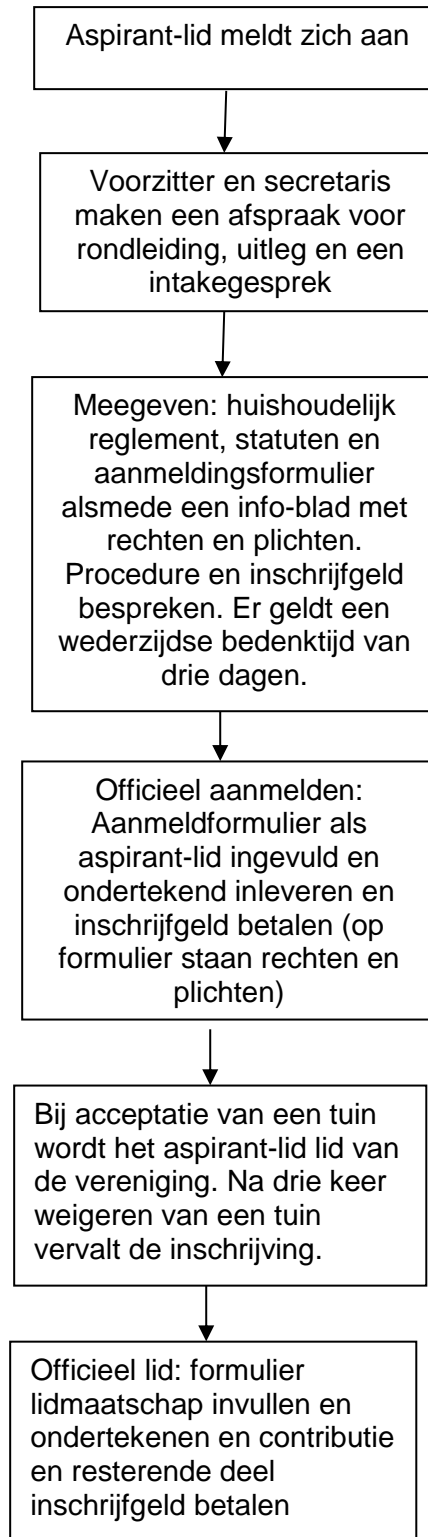 Aspirant-lid meldt zich aan
Voorzitter en secretaris
maken een afspraak voor
rondleiding, uitleg en een
intakegesprek
Meegeven: huishoudelijk
reglement, statuten en
aanmeldingsformulier
alsmede een info-blad met
rechten en plichten.
Procedure en inschrijfgeld
bespreken. Er geldt een
wederzijdse bedenktijd van
drie dagen.
Officieel aanmelden:
Aanmeldformulier als
aspirant-lid ingevuld en
ondertekend inleveren en
inschrijfgeld betalen (op
formulier staan rechten en
plichten)
Bij acceptatie van een tuin
wordt het aspirant-lid lid van
de vereniging. Na drie keer
weigeren van een tuin
vervalt de inschrijving.
Officieel lid: formulier
lidmaatschap invullen en
ondertekenen en contributie
en resterende deel
inschrijfgeld betalen